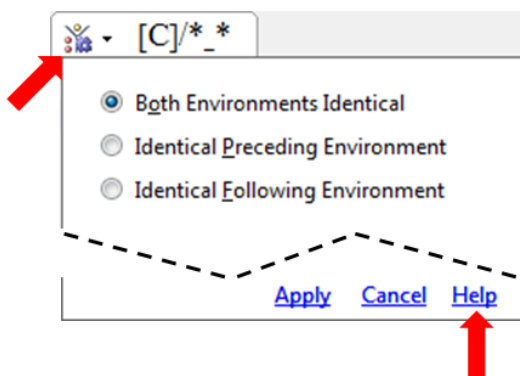 [C]/*_*
Both Environments Identical
Identical Preceding Environment
Identical Following Environment
Apply Cancel Help